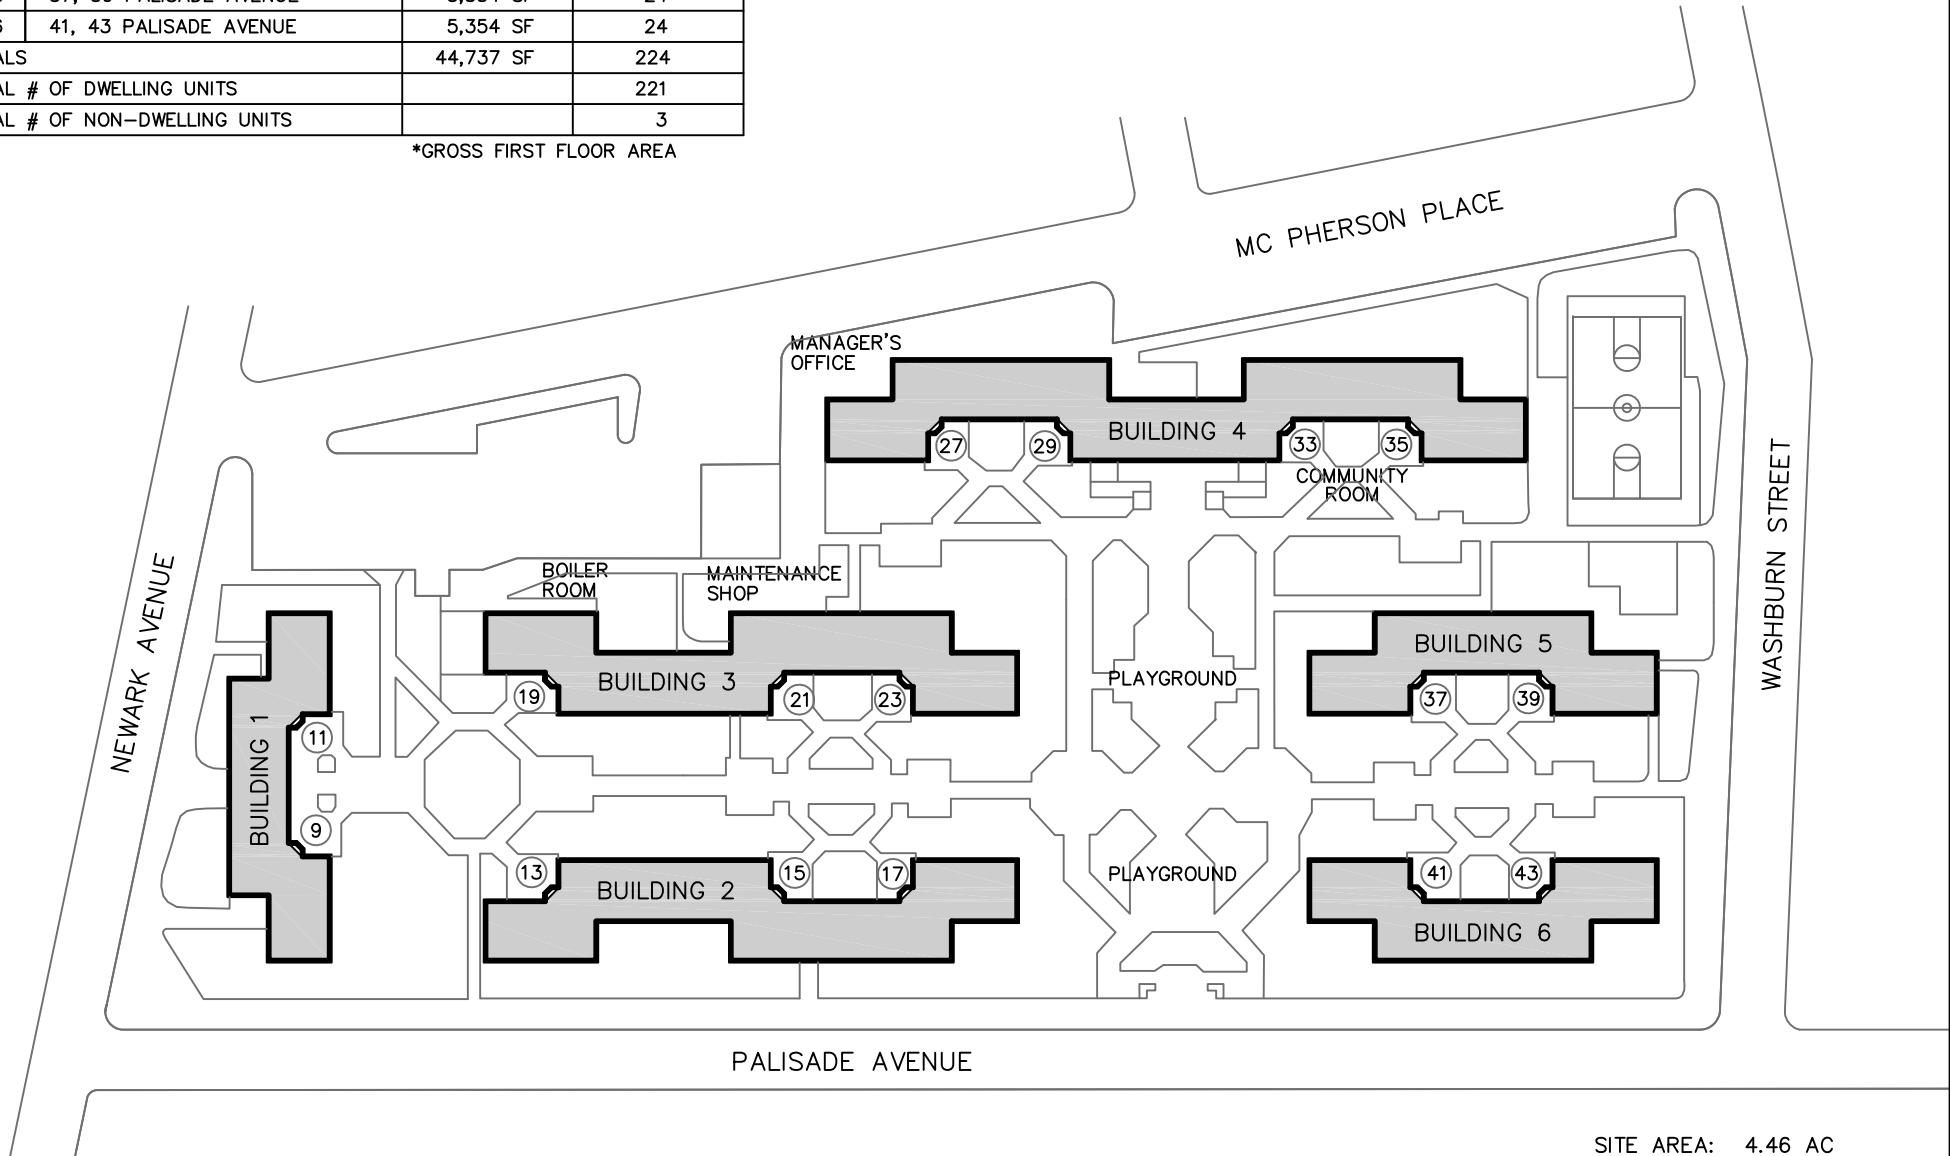 41, 43 PALISADE AVENUE 5,354 SF 24
44,737 SF 224
# OF DWELLING UNITS 221
# OF NON-DWELLING UNITS 3
*GROSS FIRST FLOOR AREA
MC PHERSON PLACE
MANAGER'S
OFFICE
BUILDING 4
27
29
33
35
COMMUNITY
ROOM
WASHBURN STREET
NEWARK AVENUE
BOILER
ROOM
MAINTENANCE
SHOP
BUILDING 3
19
21
23
PLAYGROUND
BUILDING 5
37
39
BUILDING 1
11
9
13
BUILDING 2
15
17
PLAYGROUND
41
43
BUILDING 6
PALISADE AVENUE
SITE AREA: 4.46 AC